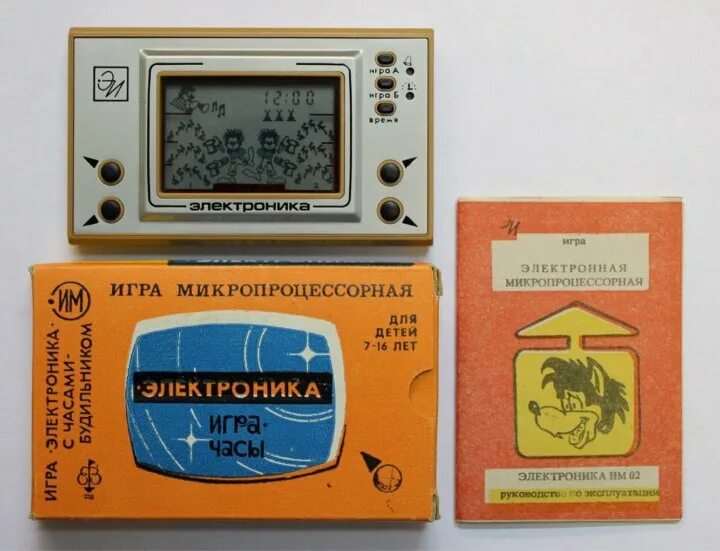 ЭИ
12:00
игра А
игра Б
время
электроника
ИМ
ИГРА МИКРОПРОЦЕССОРНАЯ
ДЛЯ
ДЕТЕЙ
7-16 ЛЕТ
·ЭЛЕКТРОНИКА·
ИГРА-
ЧАСЫ
ИГРА ·ЭЛЕКТРОНИКА·
С ЧАСАМИ-
БУДИЛЬНИКОМ
игра
ЭЛЕКТРОННАЯ
МИКРОПРОЦЕССОРНАЯ
ЭЛЕКТРОНИКА ИМ 02
руководство по эксплуатации